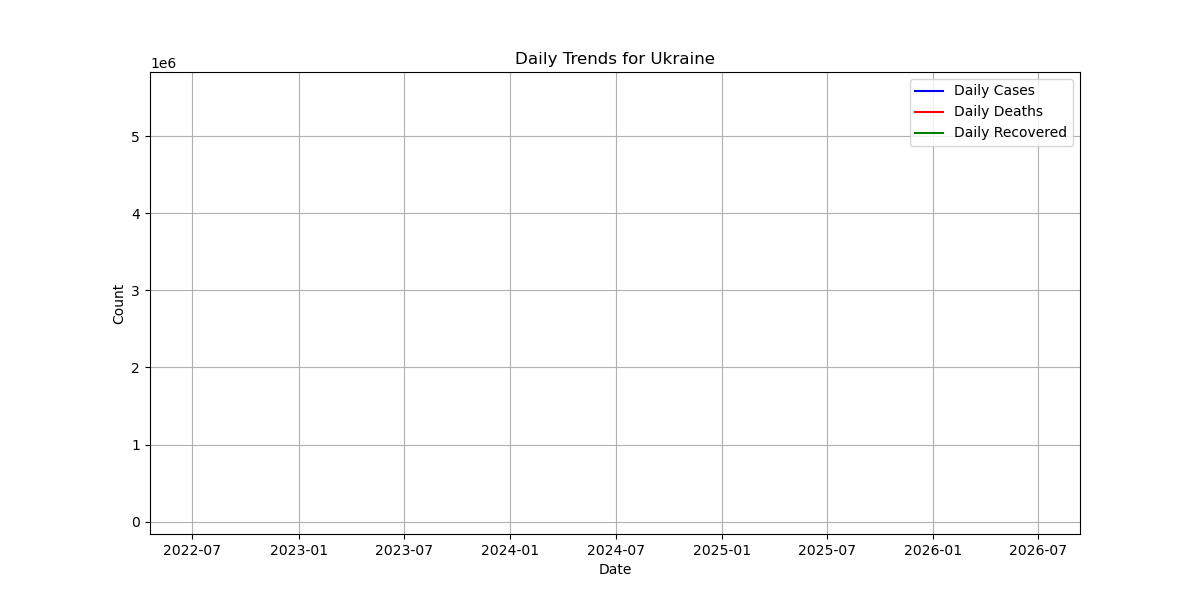 Daily Trends for Ukraine
1e6
Daily Cases
Daily Deaths
Daily Recovered
5
4
3
2
1
0
Count
2022-07 2023-01 2023-07 2024-01 2024-07 2025-01 2025-07 2026-01 2026-07
Date